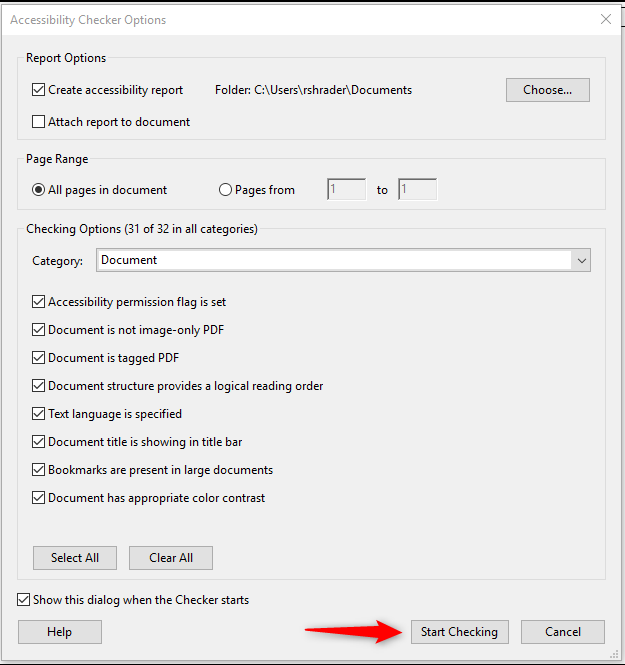 Accessibility Checker Options
Report Options
Create accessibility report Folder: C:\Users\rshrader\Documents Choose...
Attach report to document
Page Range
All pages in document Pages from 1 to 1
Checking Options (31 of 32 in all categories)
Category: Document
Accessibility permission flag is set
Document is not image-only PDF
Document is tagged PDF
Document structure provides a logical reading order
Text language is specified
Document title is showing in title bar
Bookmarks are present in large documents
Document has appropriate color contrast
Select All Clear All
Show this dialog when the Checker starts
Help Start Checking Cancel